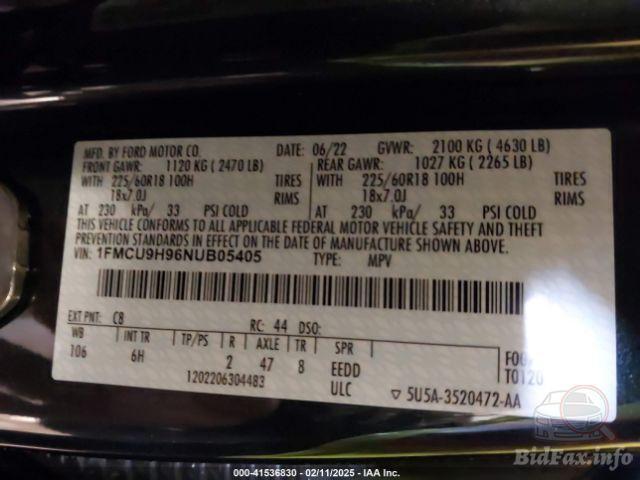 MFD. BY FORD MOTOR CO. DATE: 06/22 GVWR: 2100 KG ( 4630 LB)
FRONT GAWR: 1120 KG ( 2470 LB) REAR GAWR: 1027 KG ( 2265 LB)
WITH 225/60R18 100H TIRES WITH 225/60R18 100H TIRES
18x7.0J RIMS 18x7.0J RIMS
AT 230 kPa/ 33 PSI COLD AT 230 kPa/ 33 PSI COLD
THIS VEHICLE CONFORMS TO ALL APPLICABLE FEDERAL MOTOR VEHICLE SAFETY AND THEFT
PREVENTION STANDARDS IN EFFECT ON THE DATE OF MANUFACTURE SHOWN ABOVE.
VIN: 1FMCU9H96NUB05405 TYPE: MPV
EXT PNT: C8 RC: 44 DSO:
WB INT TR TP/PS R AXLE TR SPR
106 6H 2 47 8 EEDD
1202206304483 ULC
T0120
5U5A-3520472-AA
000-41536830 - 02/11/2025 - IAA Inc.
BidFax.info